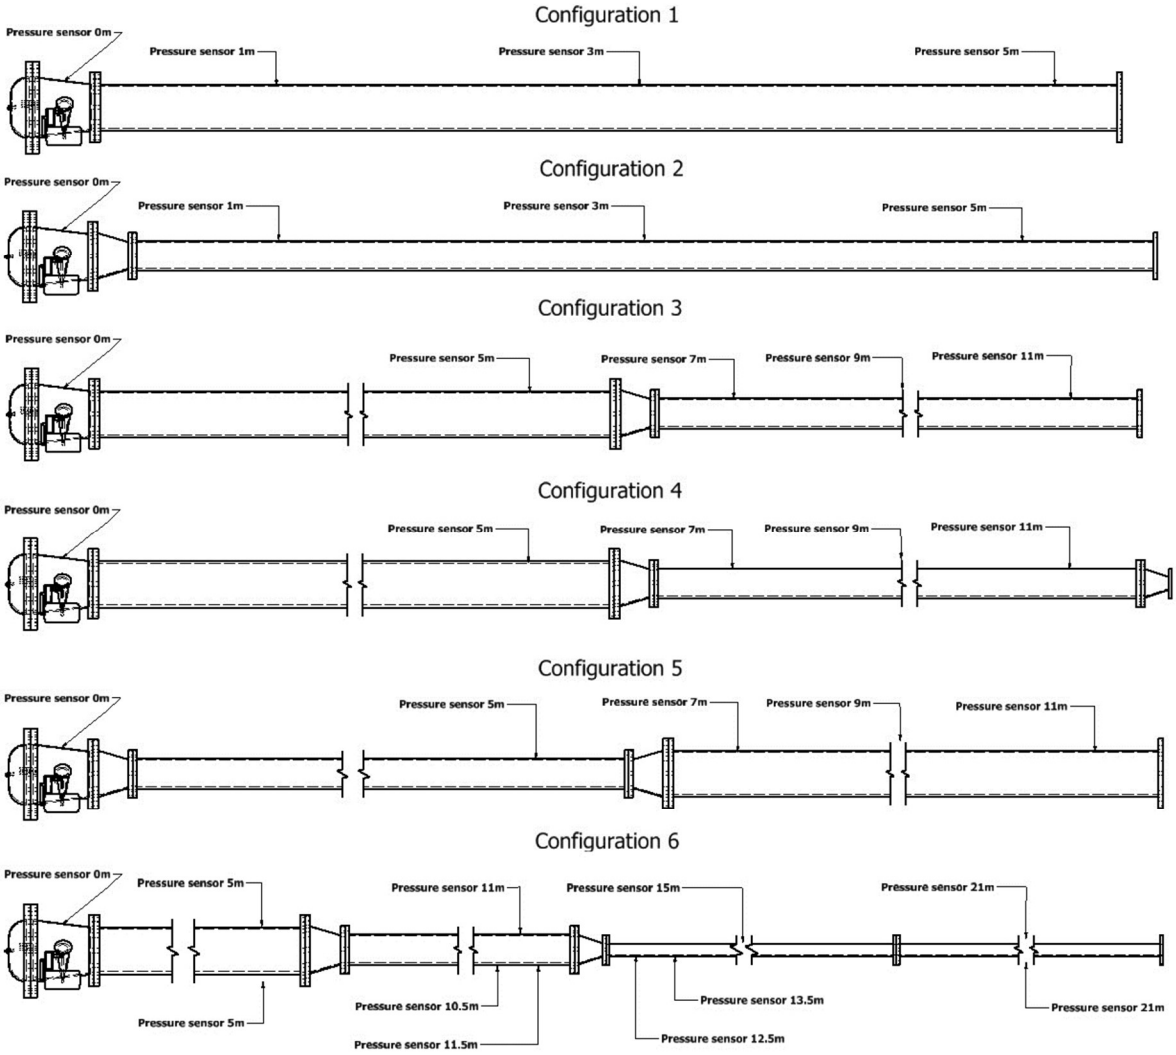 Configuration 1
Pressure sensor 0m
Pressure sensor 1m
Pressure sensor 3m
Pressure sensor 5m
Configuration 2
Pressure sensor 0m
Pressure sensor 1m
Pressure sensor 3m
Pressure sensor 5m
Configuration 3
Pressure sensor 0m
Pressure sensor 5m
Pressure sensor 7m
Pressure sensor 9m
Pressure sensor 11m
Configuration 4
Pressure sensor 0m
Pressure sensor 5m
Pressure sensor 7m
Pressure sensor 9m
Pressure sensor 11m
Configuration 5
Pressure sensor 0m
Pressure sensor 5m
Pressure sensor 7m
Pressure sensor 9m
Pressure sensor 11m
Configuration 6
Pressure sensor 0m
Pressure sensor 5m
Pressure sensor 11m
Pressure sensor 15m
Pressure sensor 21m
Pressure sensor 5m
Pressure sensor 10.5m
Pressure sensor 11.5m
Pressure sensor 13.5m
Pressure sensor 12.5m
Pressure sensor 21m